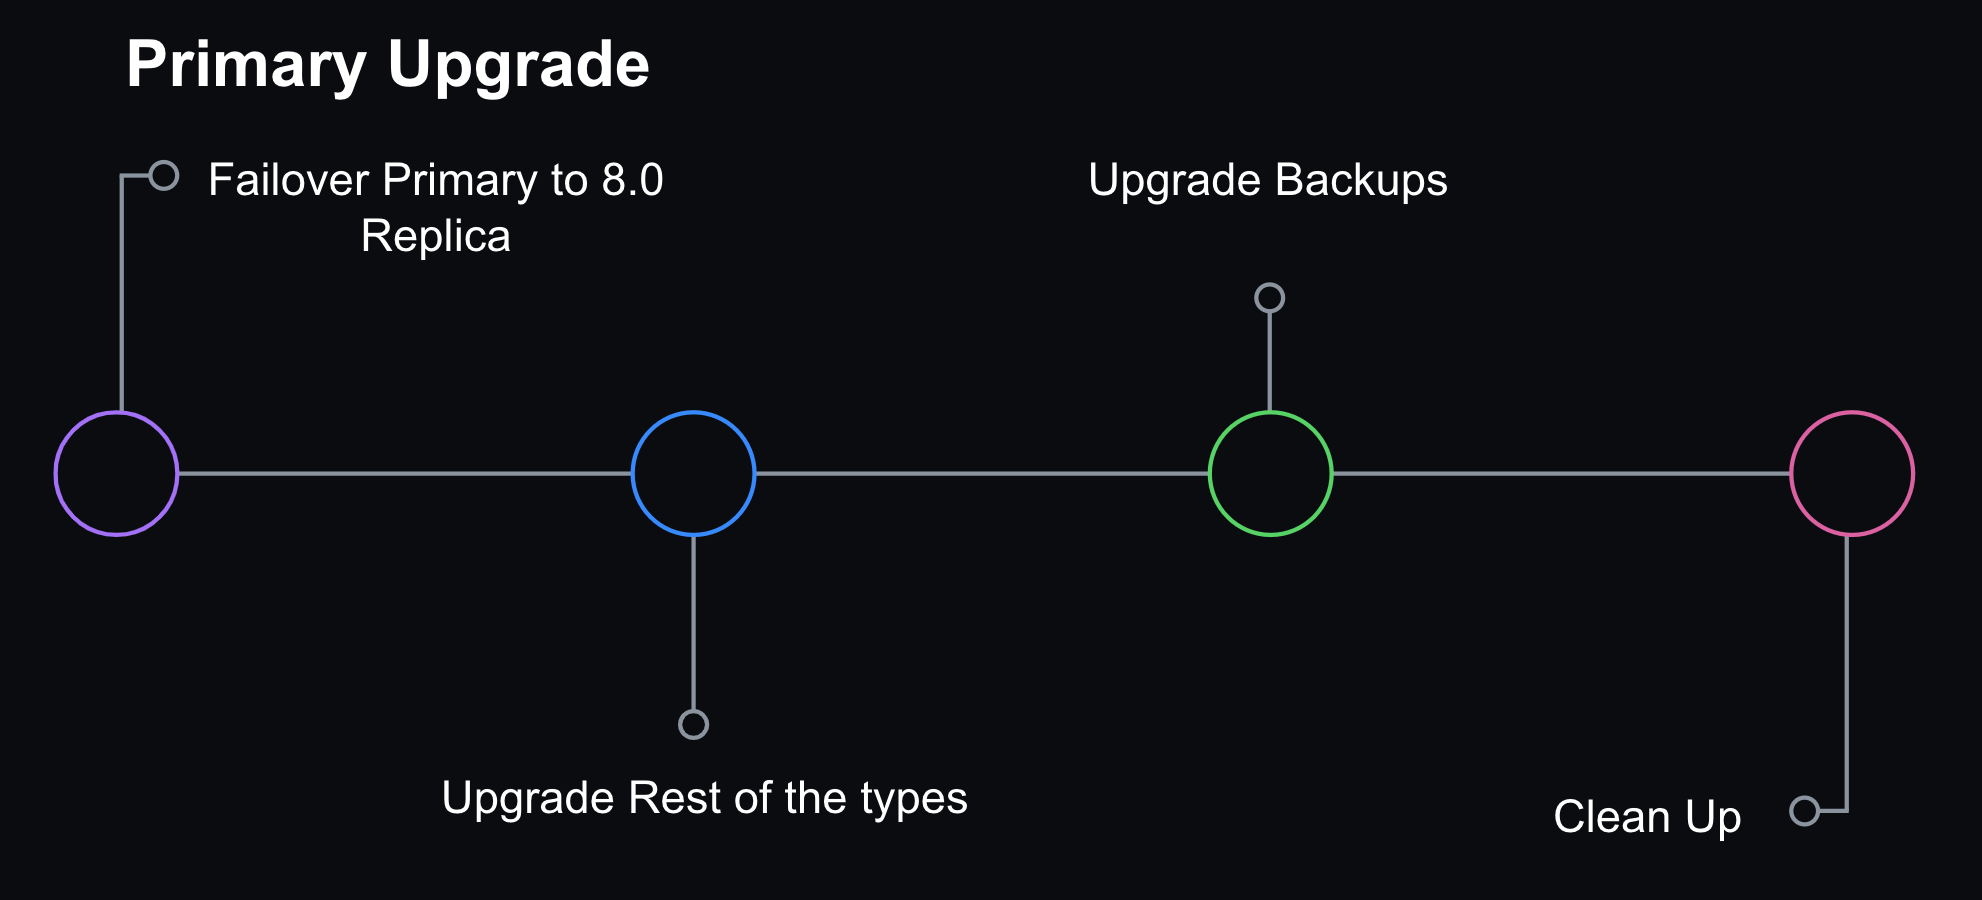 Primary Upgrade
Failover Primary to 8.0
Replica
Upgrade Backups
Upgrade Rest of the types
Clean Up